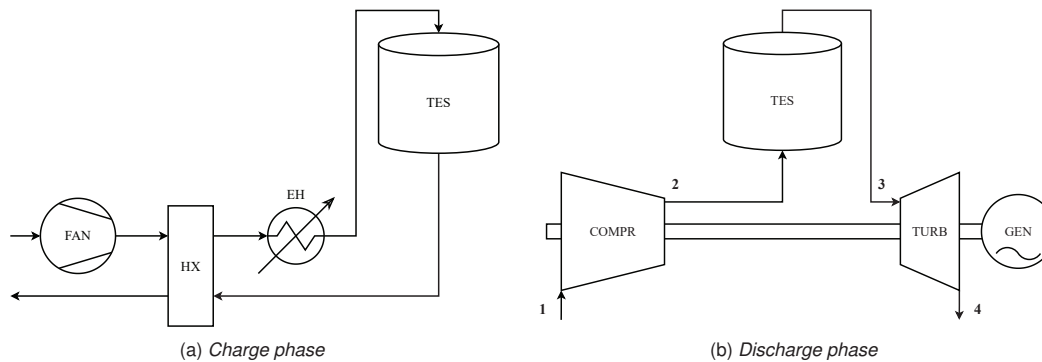 EH
TES
FAN
HX
(a) Charge phase
TES
2
3
COMPR
TURB
GEN
1
4
(b) Discharge phase